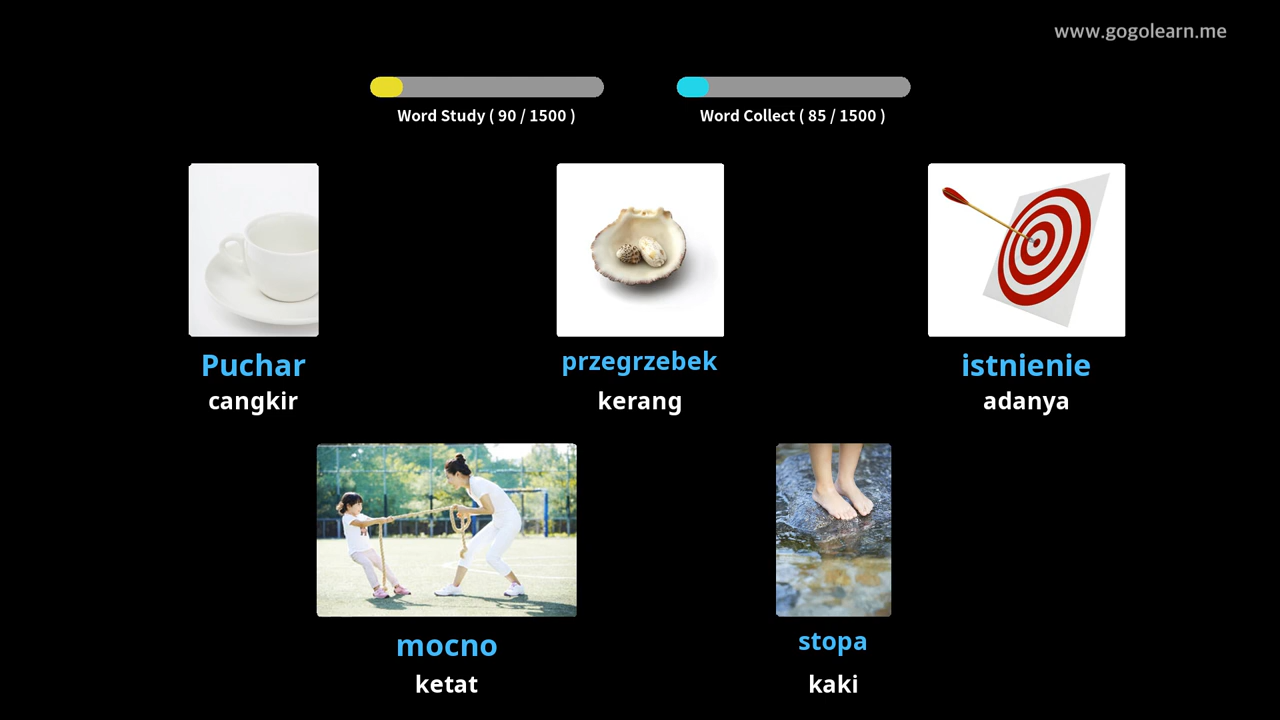 www.gogolearn.me
Word Study ( 90 / 1500 )
Word Collect ( 85 / 1500 )
Puchar
cangkir
przegrzebek
kerang
istnienie
adanya
mocno
ketat
stopa
kaki